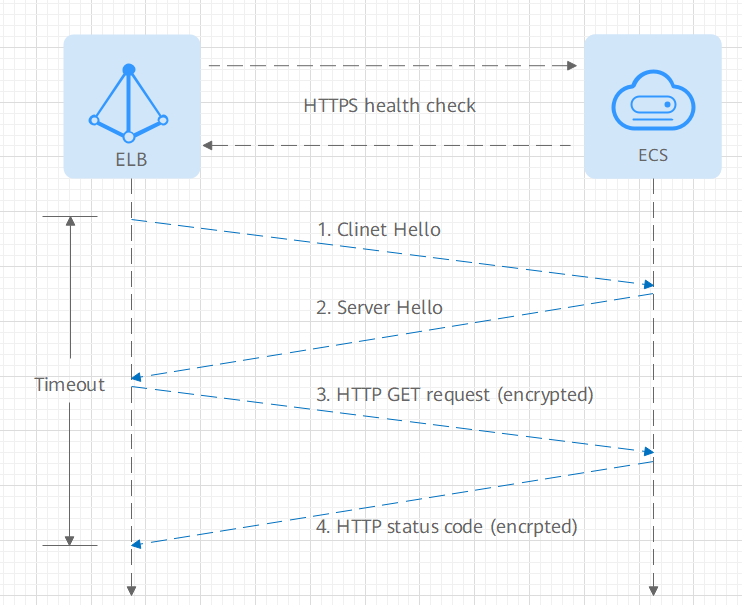 HTTPS health check
ELB
ECS
1. Clinet Hello
2. Server Hello
Timeout
3. HTTP GET request (encrypted)
4. HTTP status code (encrpted)